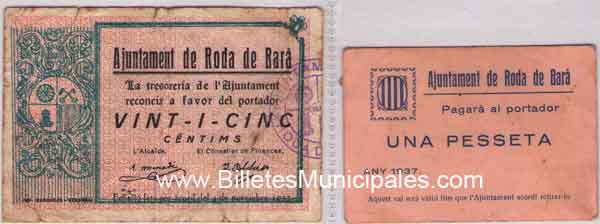 Ajuntament de Roda de Barà
La tresoreria de l'Ajuntament
reconeix a favor del portador
VINT-I-CINC
CÈNTIMS
L'Alcalde, El Conseller de Finances,
Ajuntament de Roda de Barà
Pagarà al portador
UNA PESSETA
ANY 1937
Aquest val serà vàlid fins que l'Ajuntament acordi retirar-lo
www.BilletesMunicipales.com